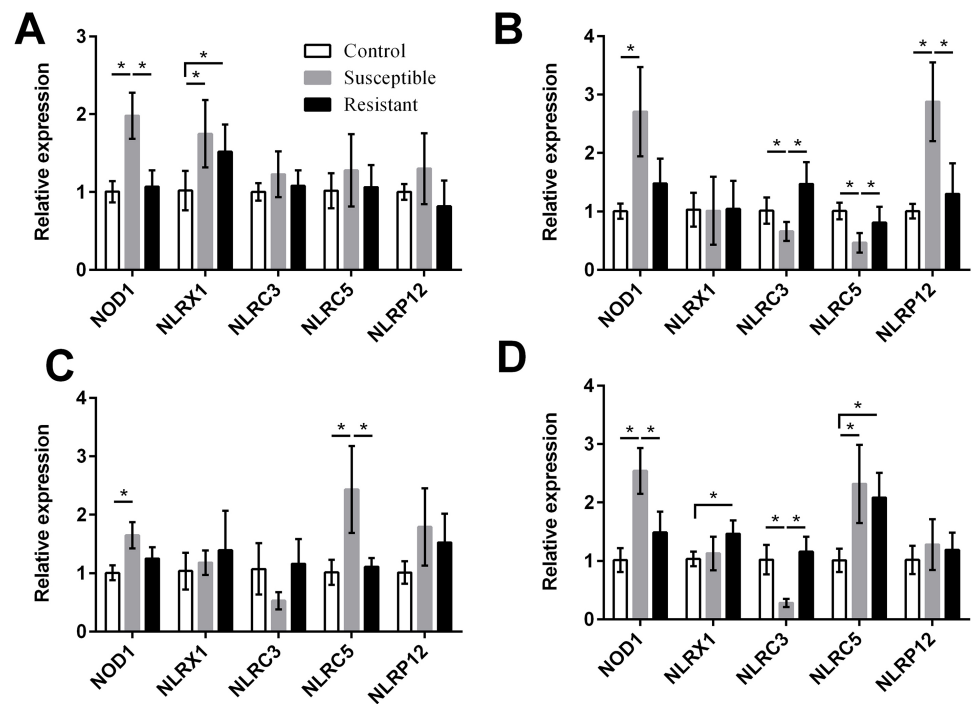 A
Relative expression
3
2
1
0
* *
*
*
Control
Susceptible
Resistant
NOD1
NLRX1
NLRC3
NLRC5
NLRP12
B
Relative expression
4
3
2
1
0
*
* *
* *
* *
NOD1
NLRX1
NLRC3
NLRC5
NLRP12
C
Relative expression
4
3
2
1
0
*
* *
NOD1
NLRX1
NLRC3
NLRC5
NLRP12
D
Relative expression
4
3
2
1
0
* *
*
* *
*
*
NOD1
NLRX1
NLRC3
NLRC5
NLRP12